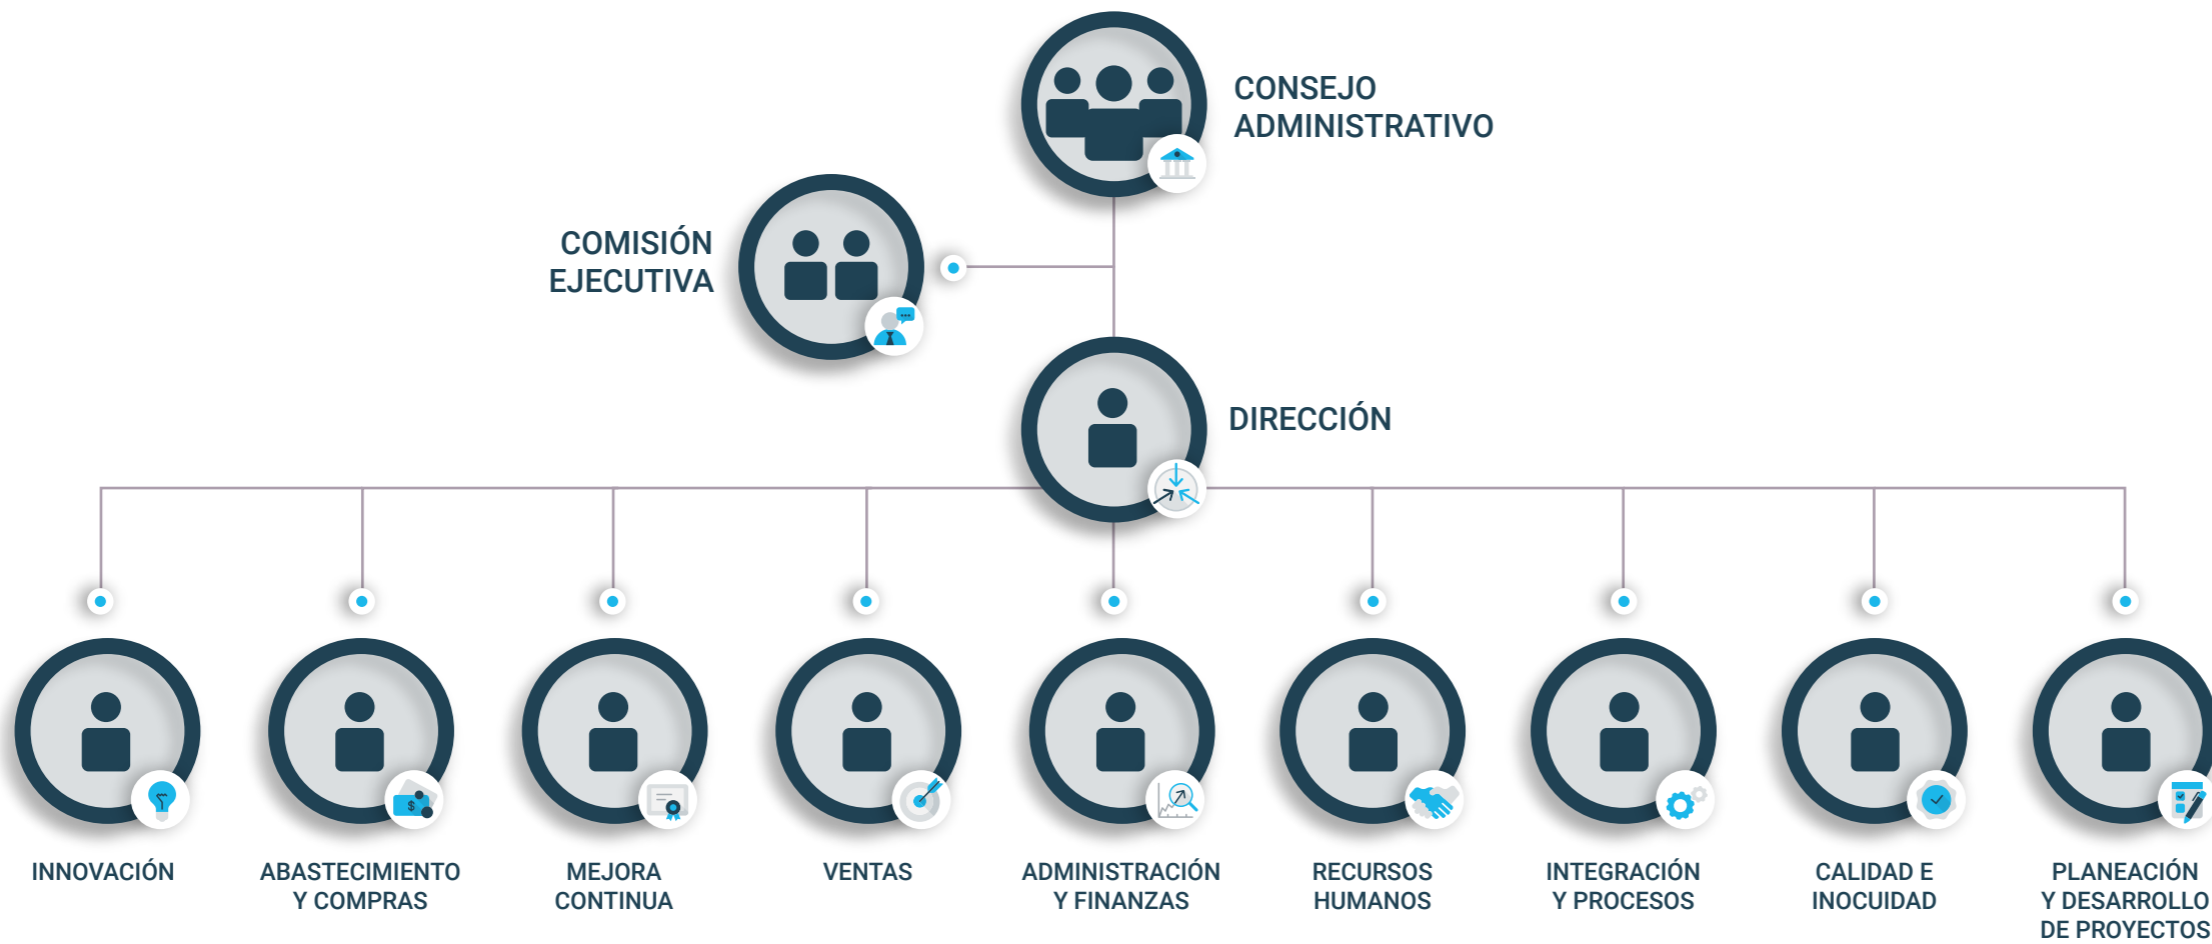 CONSEJO
ADMINISTRATIVO
COMISIÓN
EJECUTIVA
DIRECCIÓN
INNOVACIÓN
ABASTECIMIENTO
Y COMPRAS
MEJORA
CONTINUA
VENTAS
ADMINISTRACIÓN
Y FINANZAS
RECURSOS
HUMANOS
INTEGRACIÓN
Y PROCESOS
CALIDAD E
INOCUIDAD
PLANEACIÓN
Y DESARROLLO
DE PROYECTOS